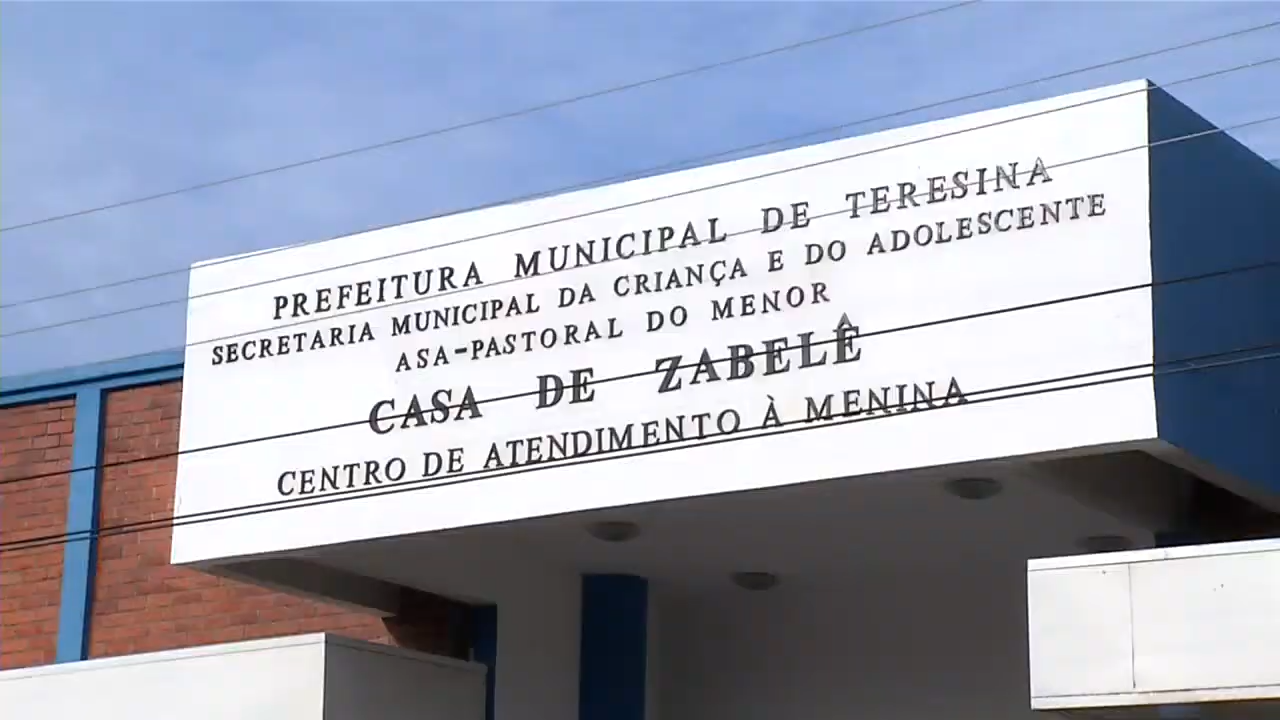 PREFEITURA MUNICIPAL DE TERESINA
SECRETARIA MUNICIPAL DA CRIANÇA E DO ADOLESCENTE
ASA-PASTORAL DO MENOR
CASA DE ZABELÊ
CENTRO DE ATENDIMENTO À MENINA